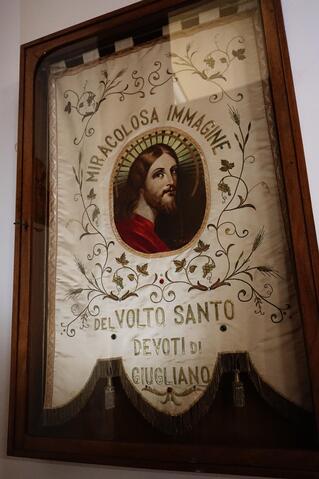 MIRACOLOSA IMMAGINE
DEL VOLTO SANTO
DEVOTI DI
GIUGLIANO